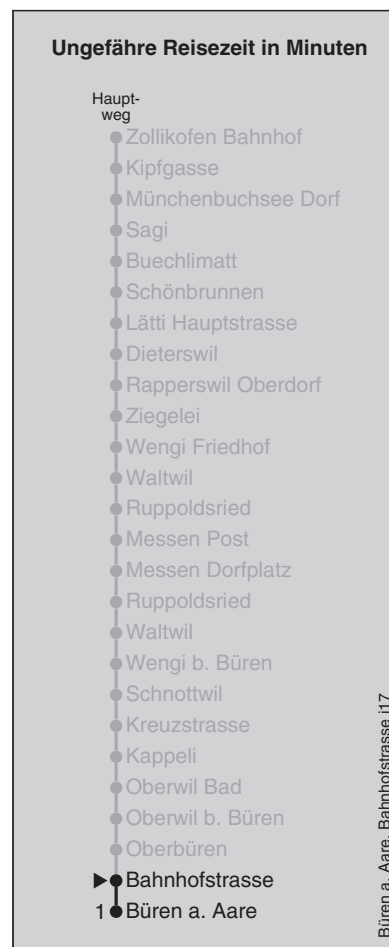 Ungefähre Reisezeit in Minuten
Haupt-
weg
Zollikofen Bahnhof
Kipfgasse
Münchenbuchsee Dorf
Sagi
Buechlimatt
Schönbrunnen
Lätti Hauptstrasse
Dieterswil
Rapperswil Oberdorf
Ziegelei
Wengi Friedhof
Waltwil
Ruppoldsried
Messen Post
Messen Dorfplatz
Ruppoldsried
Waltwil
Wengi b. Büren
Schnottwil
Kreuzstrasse
Kappeli
Oberwil Bad
Oberwil b. Büren
Oberbüren
Bahnhofstrasse
1 Büren a. Aare
Büren a. Aare, Bahnhofstrasse j17